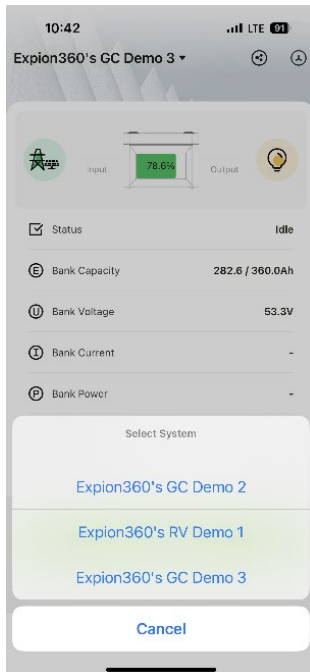 10:42 LTE 91
Expion360's GC Demo 3
Input 78.6% Output
Status Idle
E Bank Capacity 282.6 / 360.0Ah
U Bank Voltage 53.3V
I Bank Current -
P Bank Power -
Select System
Expion360's GC Demo 2
Expion360's RV Demo 1
Expion360's GC Demo 3
Cancel